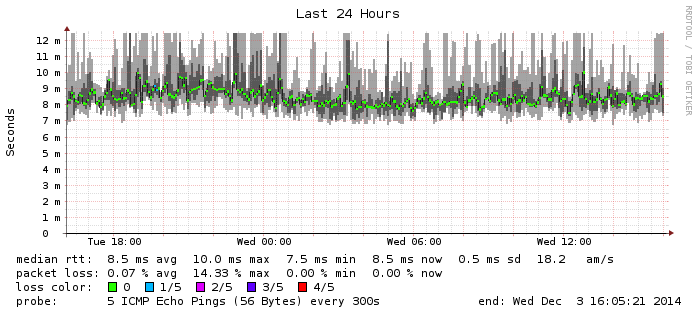 Last 24 Hours
RRDTOOL / TOBI OETIKER
Seconds
12 m
11 m
10 m
9 m
8 m
7 m
6 m
5 m
4 m
3 m
2 m
1 m
0
Tue 18:00 Wed 00:00 Wed 06:00 Wed 12:00
median rtt: 8.5 ms avg 10.0 ms max 7.5 ms min 8.5 ms now 0.5 ms sd 18.2 am/s
packet loss: 0.07 % avg 14.33 % max 0.00 % min 0.00 % now
loss color: 0 1/5 2/5 3/5 4/5
probe: 5 ICMP Echo Pings (56 Bytes) every 300s end: Wed Dec 3 16:05:21 2014